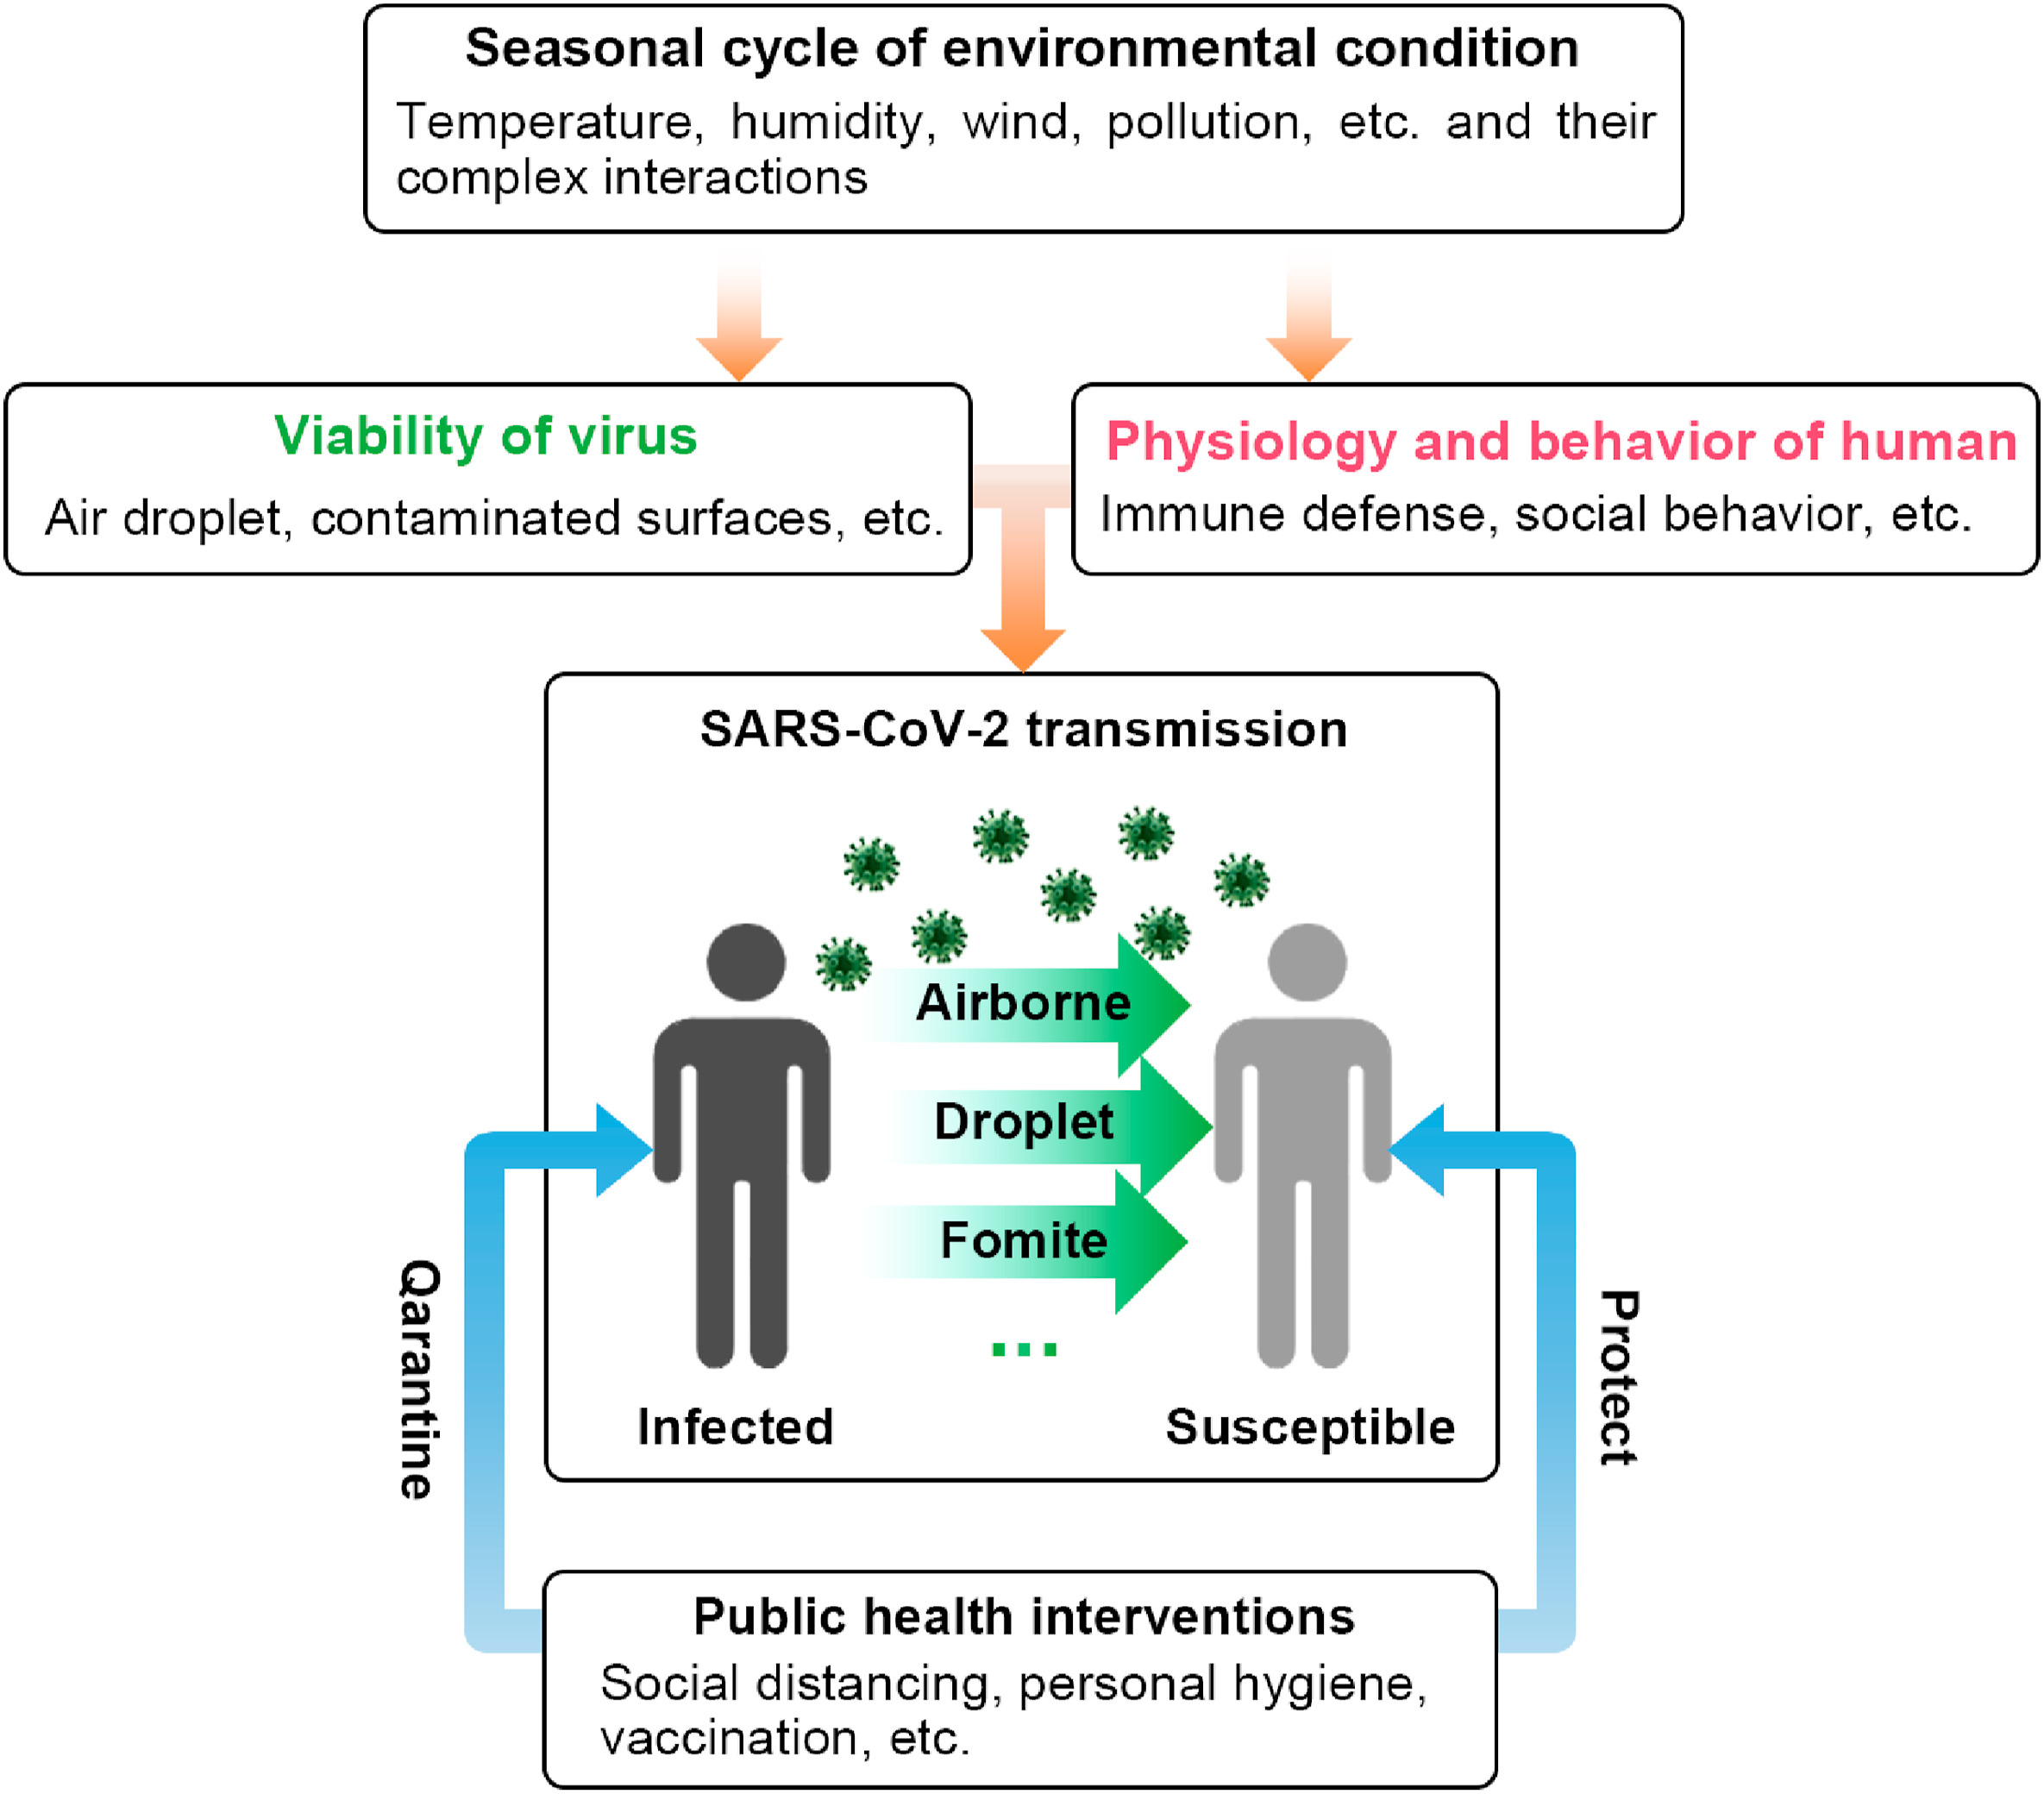 Seasonal cycle of environmental condition
Temperature, humidity, wind, pollution, etc. and their
complex interactions
Viability of virus
Air droplet, contaminated surfaces, etc.
Physiology and behavior of human
Immune defense, social behavior, etc.
SARS-CoV-2 transmission
Airborne
Droplet
Fomite
...
Infected
Susceptible
Qarantine
Protect
Public health interventions
Social distancing, personal hygiene,
vaccination, etc.